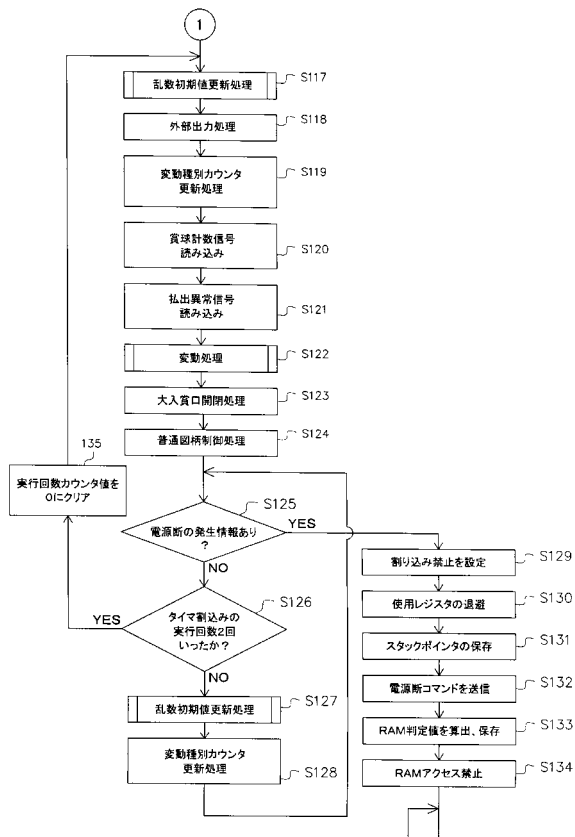 1
乱数初期値更新処理
S117
外部出力処理
S118
変動種別カウンタ
更新処理
S119
賞球計数信号
読み込み
S120
払出異常信号
読み込み
S121
変動処理
S122
大入賞口開閉処理
S123
普通図柄制御処理
S124
135
実行回数カウンタ値を
0にクリア
S125
電源断の発生情報あり
?
YES
NO
S126
タイマ割込みの
実行回数2回
いったか?
YES
NO
乱数初期値更新処理
S127
変動種別カウンタ
更新処理
S128
割り込み禁止を設定
S129
使用レジスタの退避
S130
スタックポインタの保存
S131
電源断コマンドを送信
S132
RAM判定値を算出、保存
S133
RAMアクセス禁止
S134